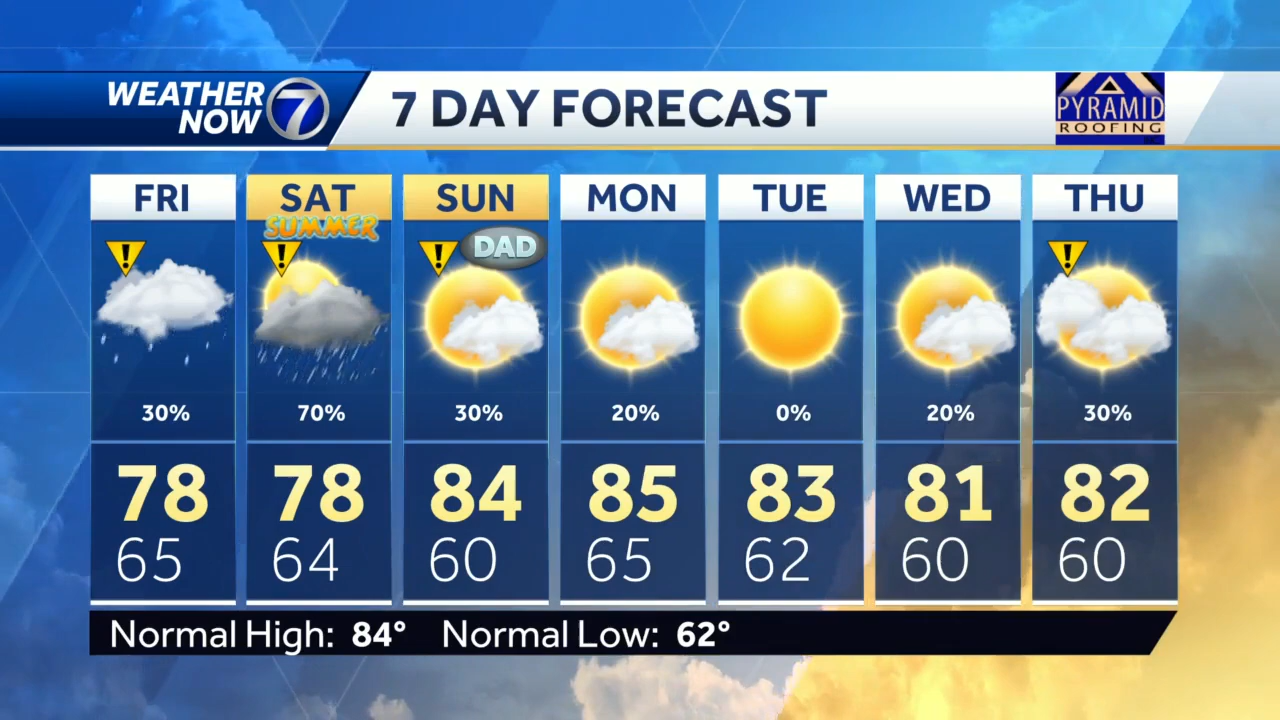 WEATHER
NOW 7
7 DAY FORECAST
PYRAMID
ROOFING
FRI SAT SUN MON TUE WED THU
SUMMER
! ! ! DAD !
30% 70% 30% 20% 0% 20% 30%
78 78 84 85 83 81 82
65 64 60 65 62 60 60
Normal High: 84° Normal Low: 62°